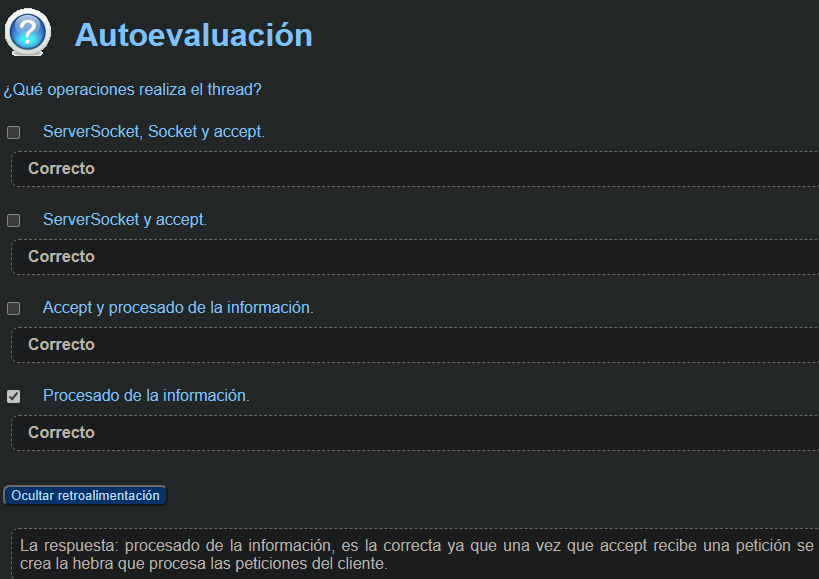 Autoevaluación
¿Qué operaciones realiza el thread?
ServerSocket, Socket y accept.
Correcto
ServerSocket y accept.
Correcto
Accept y procesado de la información.
Correcto
Procesado de la información.
Correcto
Ocultar retroalimentación
La respuesta: procesado de la información, es la correcta ya que una vez que accept recibe una petición se
crea la hebra que procesa las peticiones del cliente.